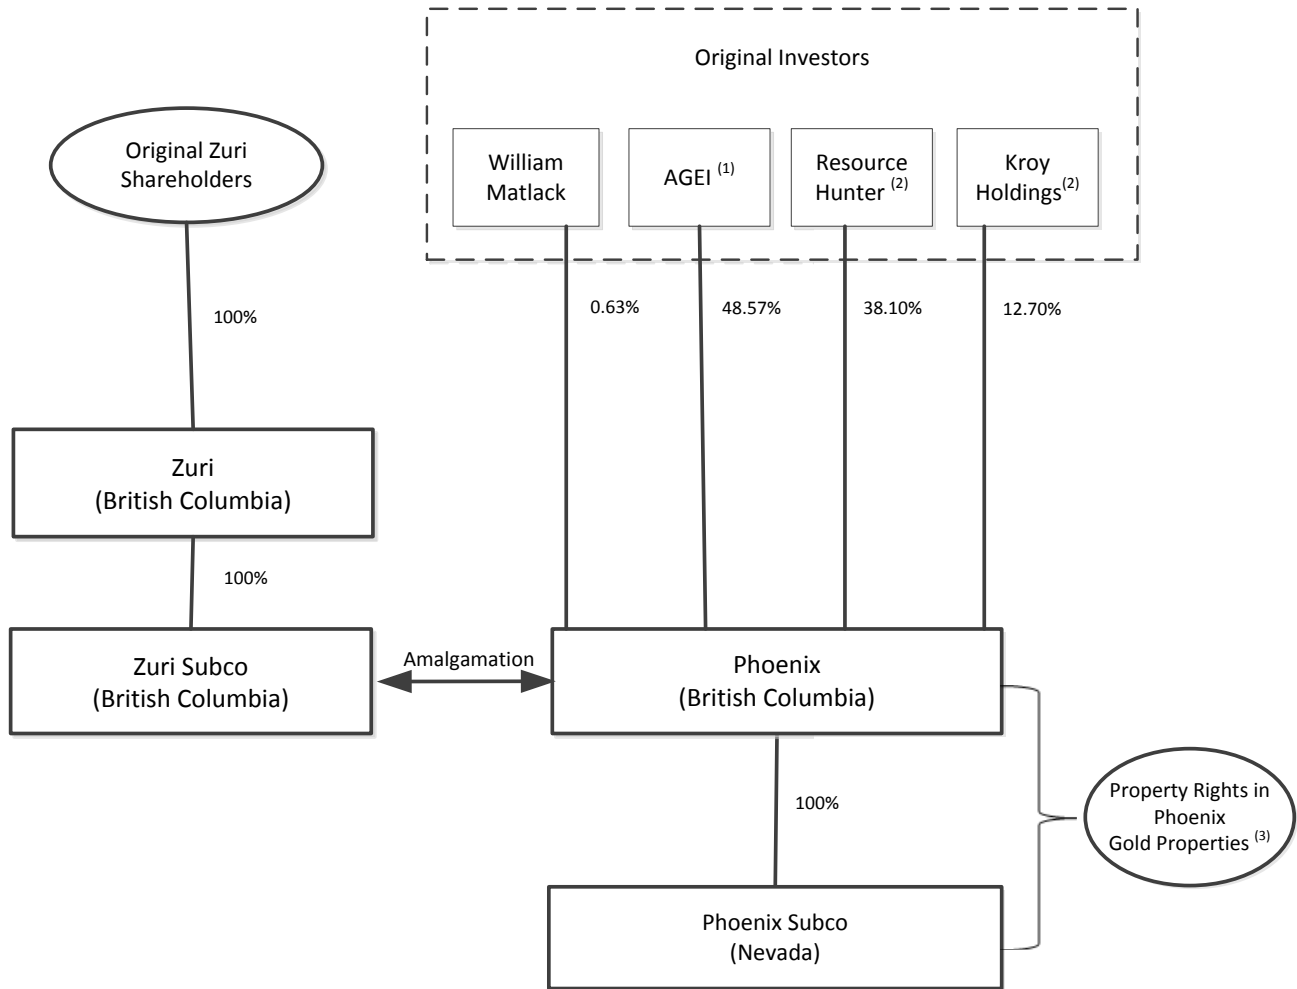 Original Investors
Original Zuri
Shareholders
William
Matlack
AGEI (1)
Resource
Hunter (2)
Kroy
Holdings(2)
100%
0.63%
48.57%
38.10%
12.70%
Zuri
(British Columbia)
100%
Zuri Subco
(British Columbia)
Amalgamation
Phoenix
(British Columbia)
100%
Property Rights in
Phoenix
Gold Properties (3)
Phoenix Subco
(Nevada)